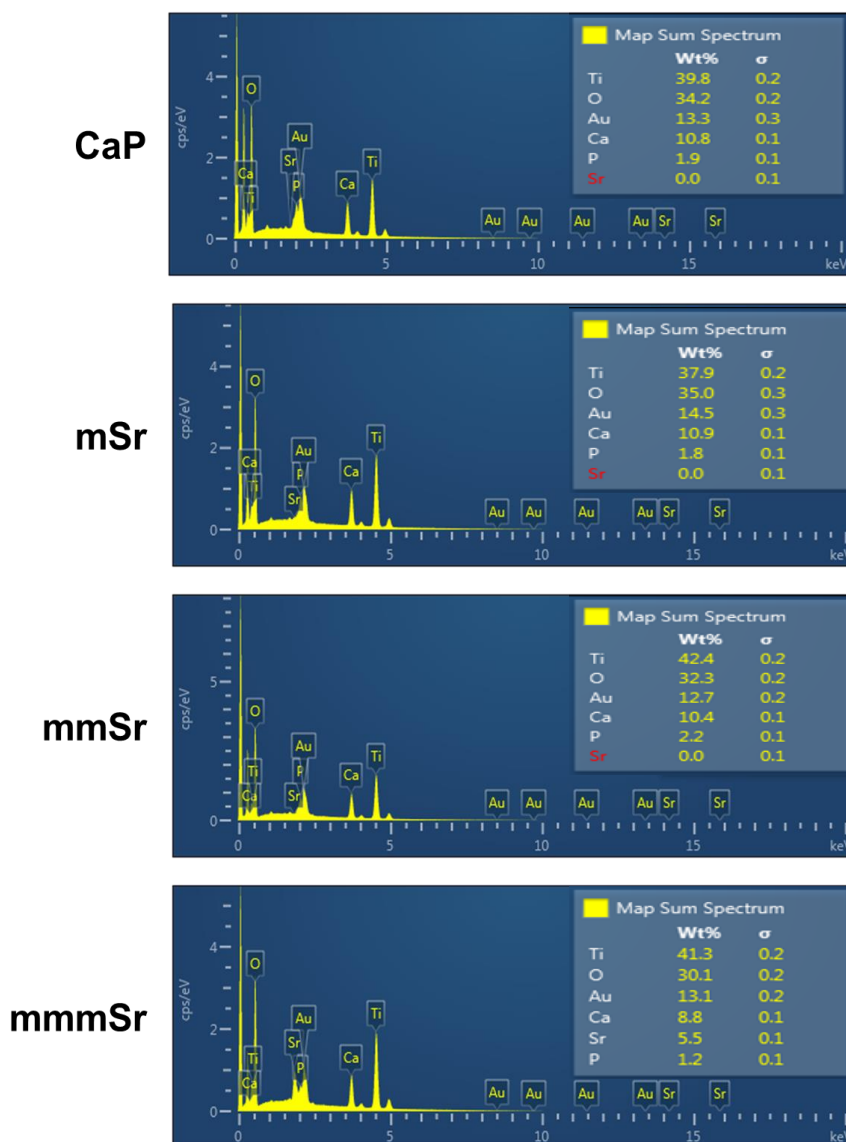 CaP
cps/eV
4
2
0
O
Ca
Ti
Sr
P
Au
Ca
Ti
Au
Au
Au
Au
Sr
Sr
0
5
10
15
keV
Map Sum Spectrum
Wt% σ
Ti 39.8 0.2
O 34.2 0.2
Au 13.3 0.3
Ca 10.8 0.1
P 1.9 0.1
Sr 0.0 0.1
mSr
cps/eV
4
2
0
O
Ca
Ti
Sr
P
Au
Ca
Ti
Au
Au
Au
Au
Sr
Sr
0
5
10
15
keV
Map Sum Spectrum
Wt% σ
Ti 37.9 0.2
O 35.0 0.3
Au 14.5 0.3
Ca 10.9 0.1
P 1.8 0.1
Sr 0.0 0.1
mmSr
cps/eV
5
0
O
Ti
Ca
Sr
P
Au
Ca
Ti
Au
Au
Au
Au
Sr
Sr
0
5
10
15
keV
Map Sum Spectrum
Wt% σ
Ti 42.4 0.2
O 32.3 0.2
Au 12.7 0.2
Ca 10.4 0.1
P 2.2 0.1
Sr 0.0 0.1
mmmSr
cps/eV
4
2
0
O
Ti
Ca
Sr
P
Au
Ca
Ti
Au
Au
Au
Au
Sr
Sr
0
5
10
15
keV
Map Sum Spectrum
Wt% σ
Ti 41.3 0.2
O 30.1 0.2
Au 13.1 0.2
Ca 8.8 0.1
Sr 5.5 0.1
P 1.2 0.1